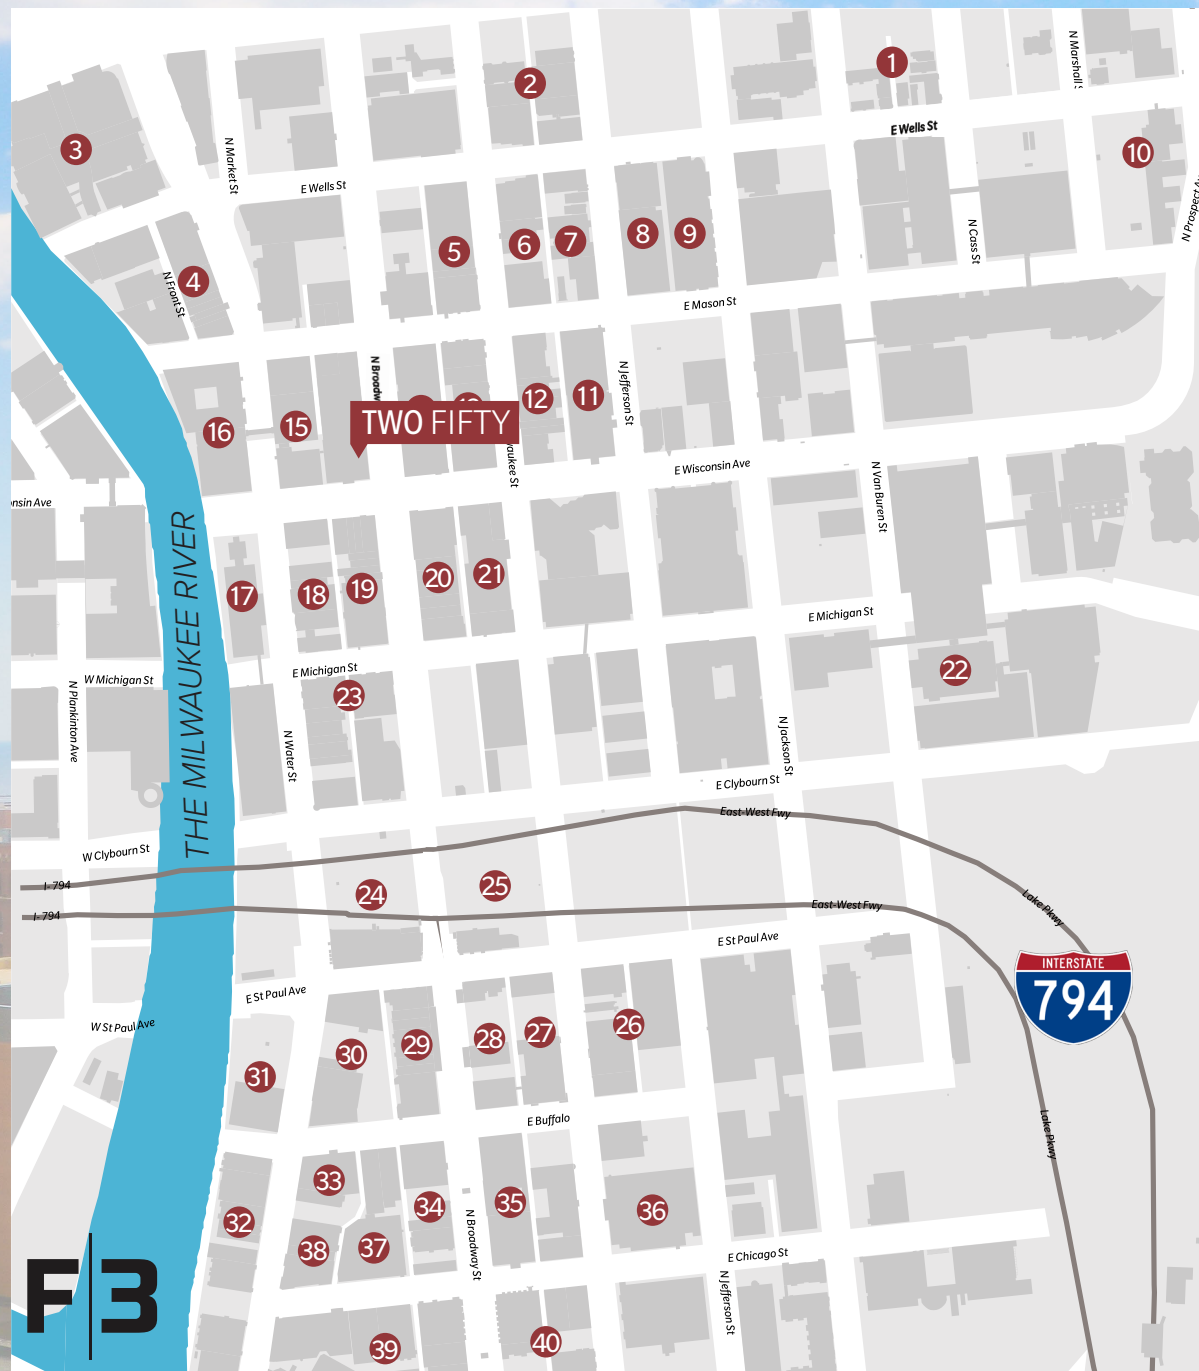 1
2
3
N Marshall S
E Wells St
10
N Market St
E Wells St
N Prospect A
N Cass St
5
6
7
8
9
4
N Front St
E Mason St
N Broadw
N Jefferson St
12
11
TWO FIFTY
16
15
waukee St
E Wisconsin Ave
N Van Buren St
onsin Ave
THE MILWAUKEE RIVER
17
18
19
20
21
E Michigan St
E Michigan St
W Michigan St
22
23
N Plankinton Ave
N Water St
N Jackson St
E Clybourn St
East-West Fwy
W Clybourn St
I-794
24
25
Lake Pkwy
East-West Fwy
I-794
E St Paul Ave
INTERSTATE
794
E St Paul Ave
W St Paul Ave
26
27
28
29
30
31
E Buffalo
Lake Pkwy
33
34
35
36
32
38
37
N Broadway St
E Chicago St
N Jefferson St
F|3
39
40